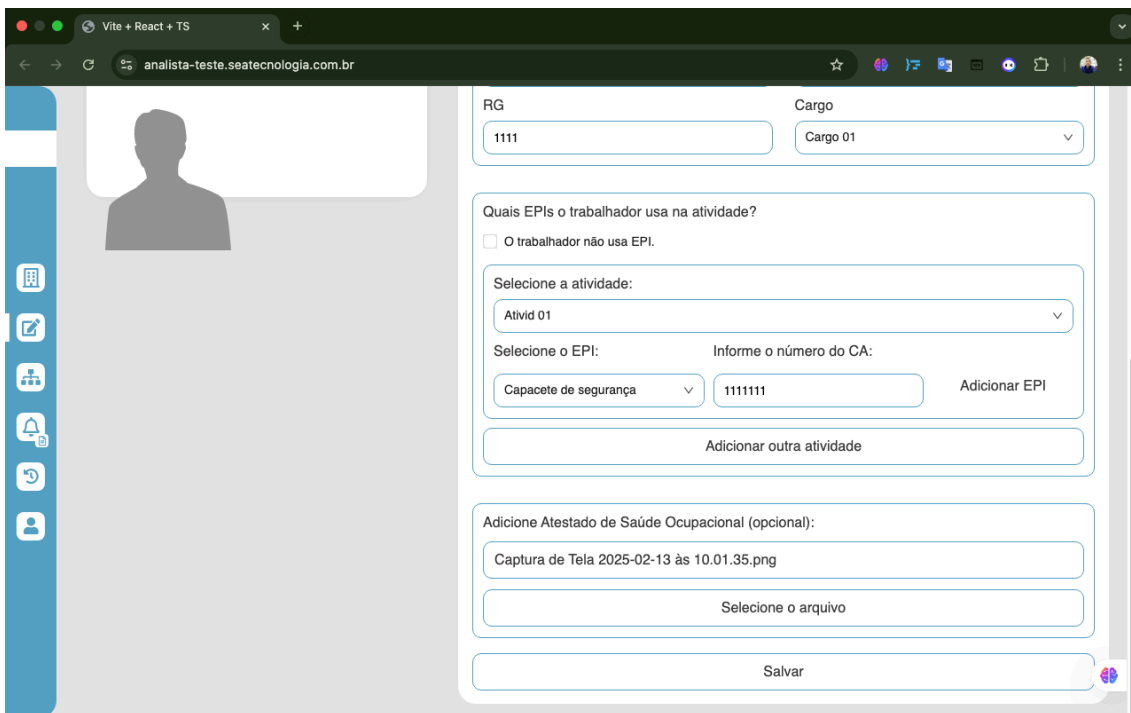 Vite + React + TS
analista-teste.seatecnologia.com.br
RG
Cargo
1111
Cargo 01
Quais EPIs o trabalhador usa na atividade?
O trabalhador não usa EPI.
Selecione a atividade:
Ativid 01
Selecione o EPI:
Informe o número do CA:
Capacete de segurança
1111111
Adicionar EPI
Adicionar outra atividade
Adicione Atestado de Saúde Ocupacional (opcional):
Captura de Tela 2025-02-13 às 10.01.35.png
Selecione o arquivo
Salvar